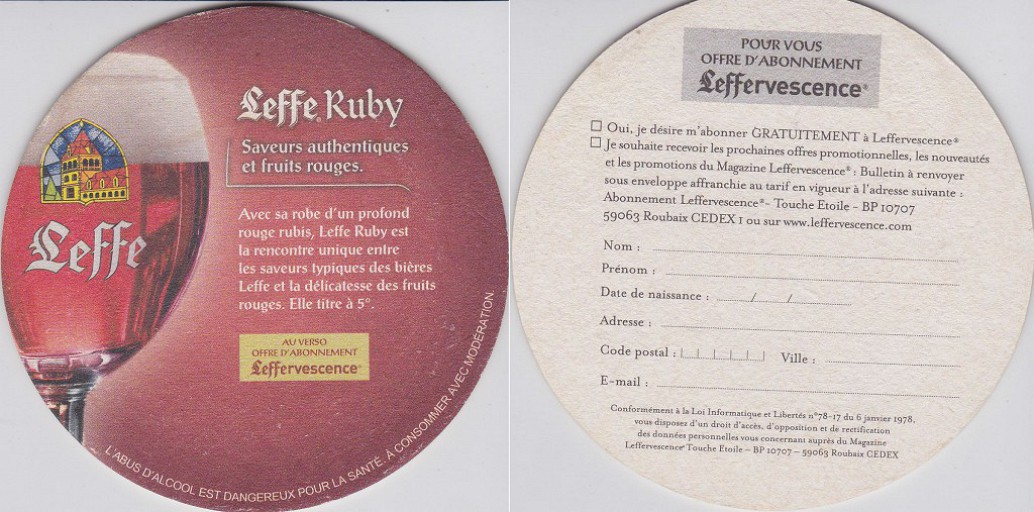 Leffe Ruby
Saveurs authentiques
et fruits rouges.
Avec sa robe d'un profond
rouge rubis, Leffe Ruby est
la rencontre unique entre
les saveurs typiques des bières
Leffe et la délicatesse des fruits
rouges. Elle titre à 5°.
AU VERSO
OFFRE D'ABONNEMENT
Leffervescence®
Leffe
L'ABUS D'ALCOOL EST DANGEREUX POUR LA SANTÉ. À CONSOMMER AVEC MODÉRATION.
POUR VOUS
OFFRE D'ABONNEMENT
Leffervescence®
□ Oui, je désire m'abonner GRATUITEMENT à Leffervescence®
□ Je souhaite recevoir les prochaines offres promotionnelles, les nouveautés
et les promotions du Magazine Leffervescence® : Bulletin à renvoyer
sous enveloppe affranchie au tarif en vigueur à l'adresse suivante :
Abonnement Leffervescence®- Touche Etoile - BP 10707
59063 Roubaix CEDEX 1 ou sur www.leffervescence.com
Nom :
Prénom :
Date de naissance : / /
Adresse :
Code postal : Ville :
E-mail :
Conformément à la Loi Informatique et Libertés n°78-17 du 6 janvier 1978,
vous disposez d'un droit d'accès, d'opposition et de rectification
des données personnelles vous concernant auprès du Magazine
Leffervescence® Touche Etoile - BP 10707 - 59063 Roubaix CEDEX